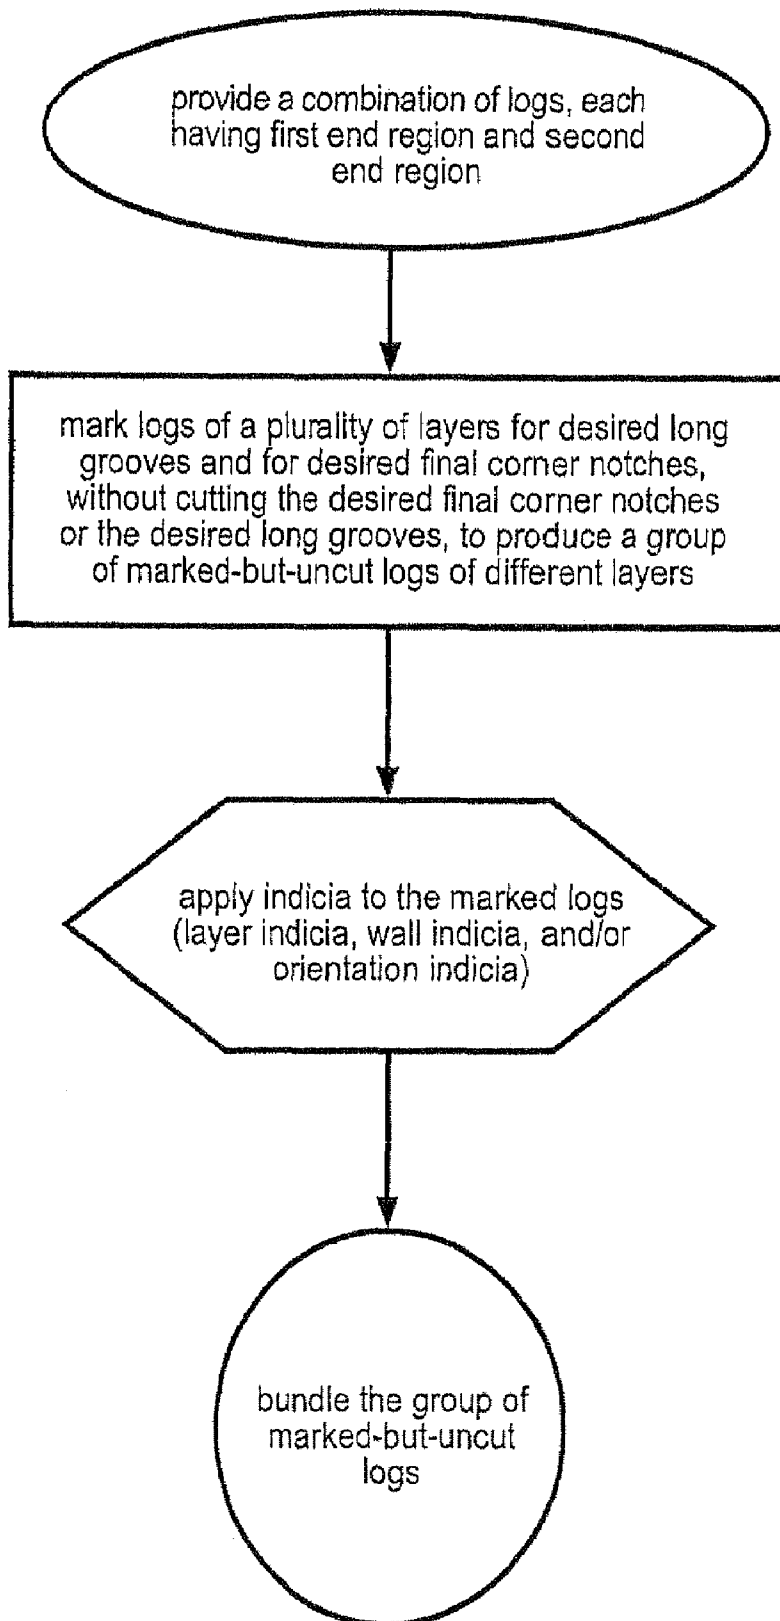 provide a combination of logs, each
having first end region and second
end region
mark logs of a plurality of layers for desired long
grooves and for desired final corner notches,
without cutting the desired final corner notches
or the desired long grooves, to produce a group
of marked-but-uncut logs of different layers
apply indicia to the marked logs
(layer indicia, wall indicia, and/or
orientation indicia)
bundle the group of
marked-but-uncut
logs